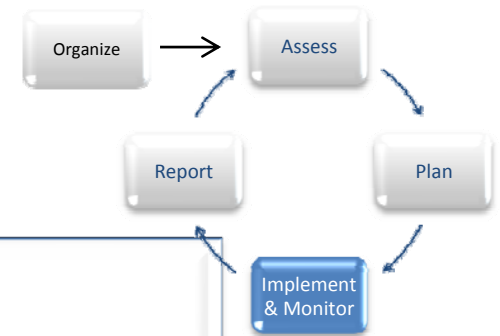 Organize
Assess
Report
Plan
Implement
& Monitor